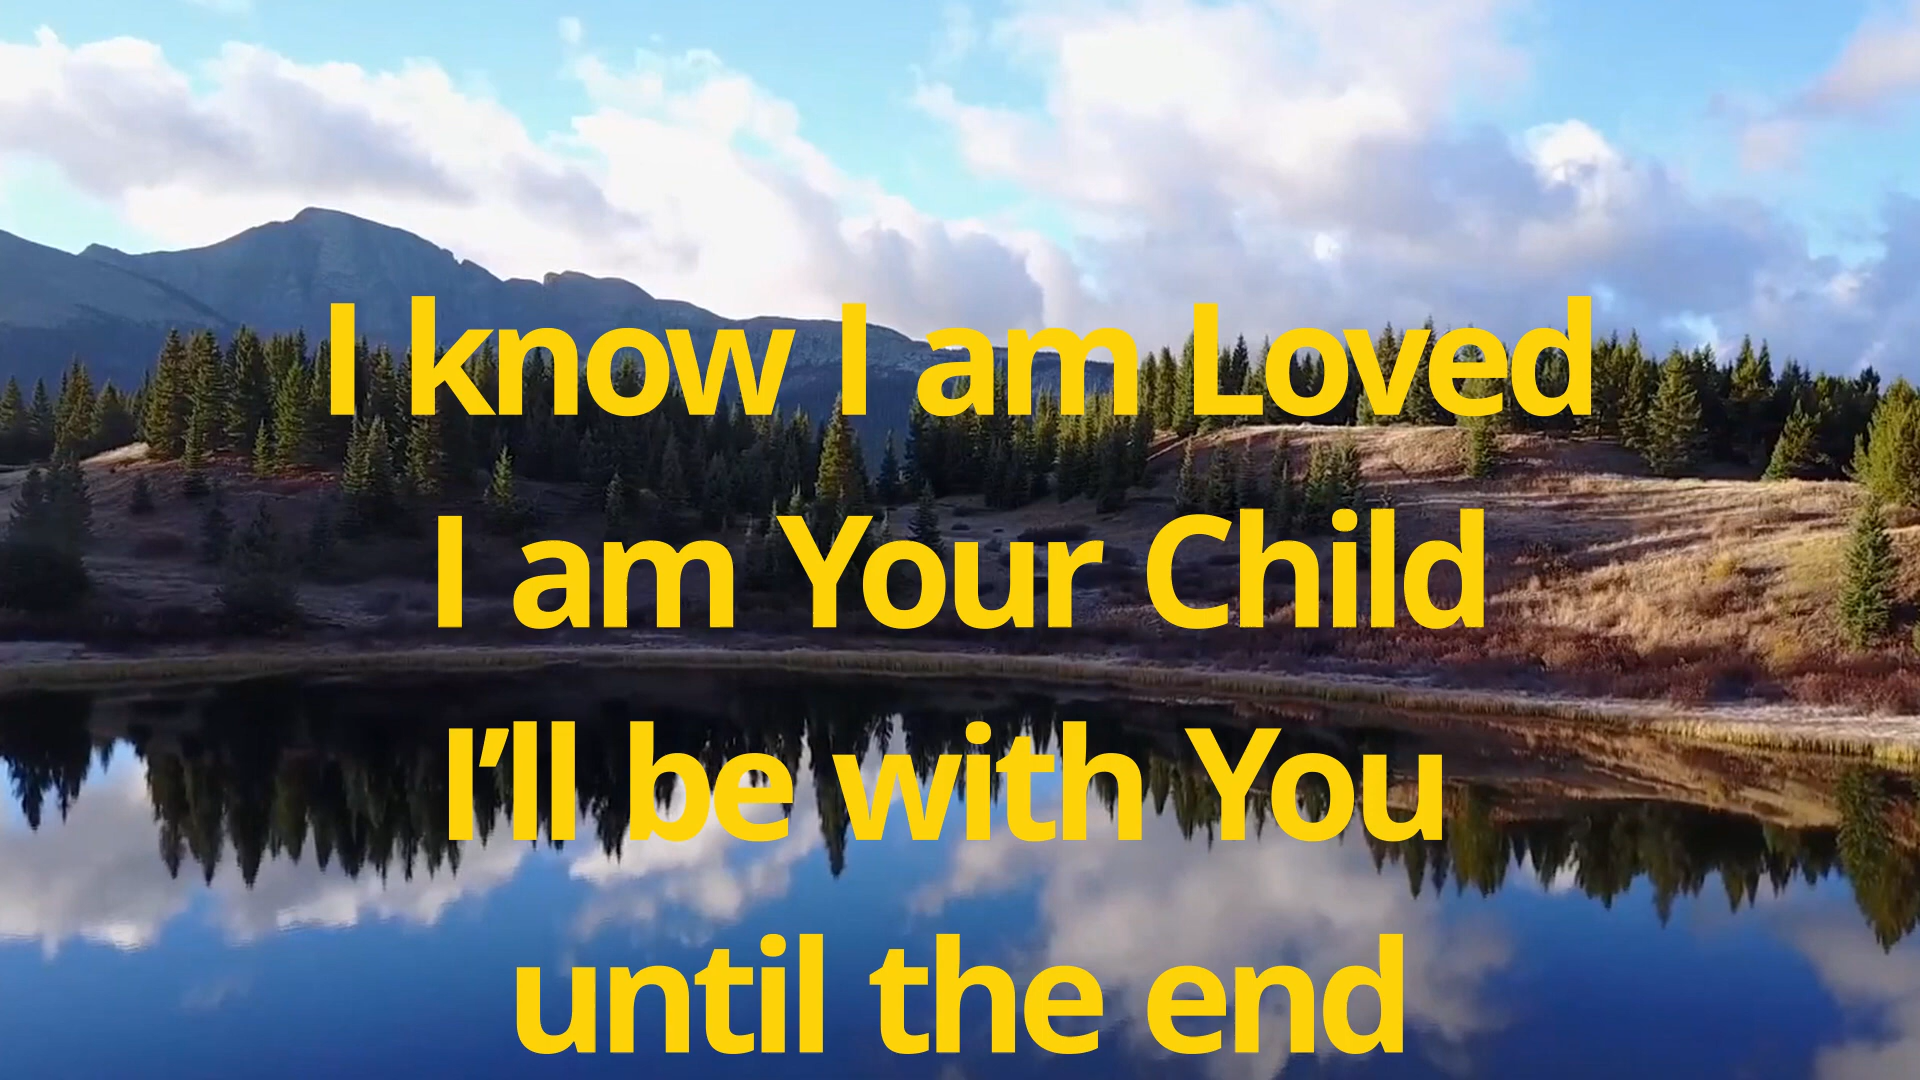 I know I am Loved
I am Your Child
I’ll be with You
until the end